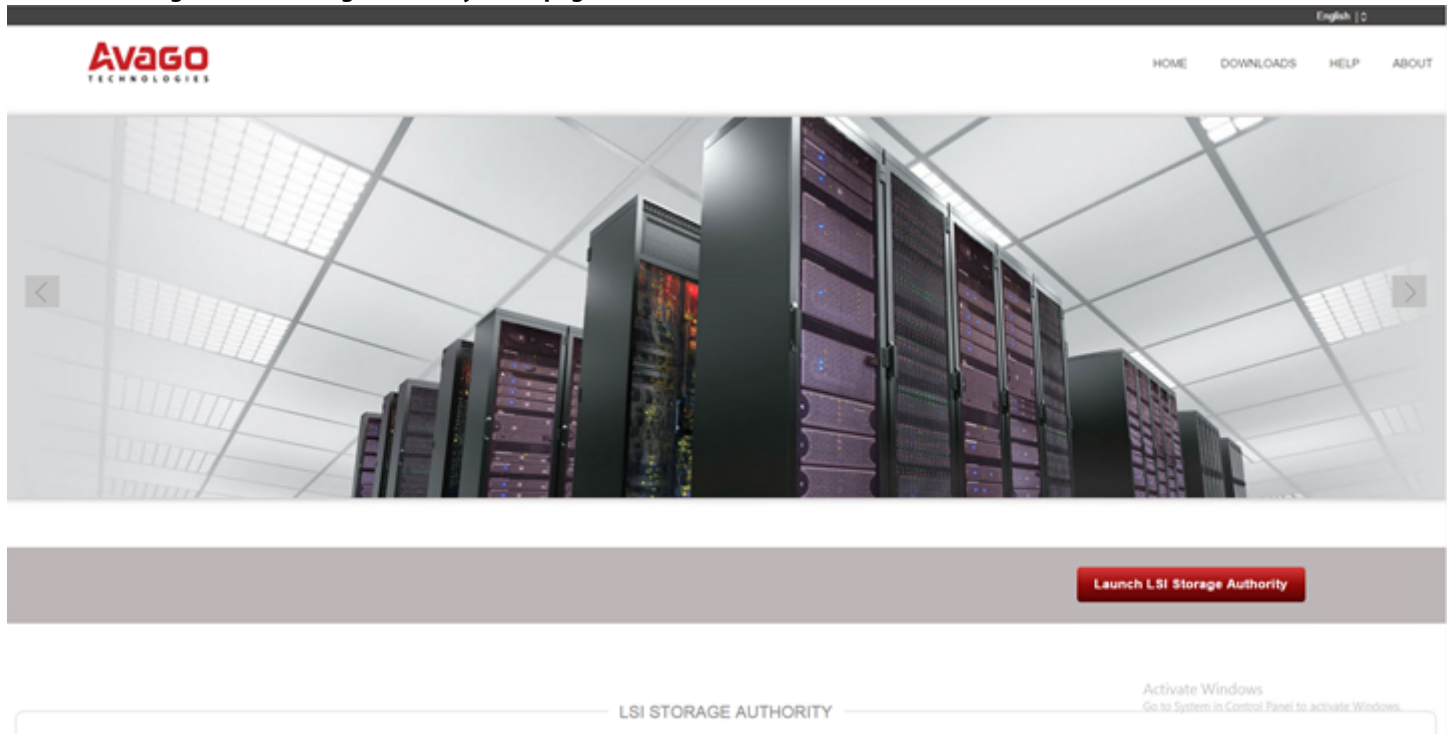 English |
AVAGO
TECHNOLOGIES
HOME DOWNLOADS HELP ABOUT
Launch LSI Storage Authority
Activate Windows
Go to System in Control Panel to activate Windows.
LSI STORAGE AUTHORITY